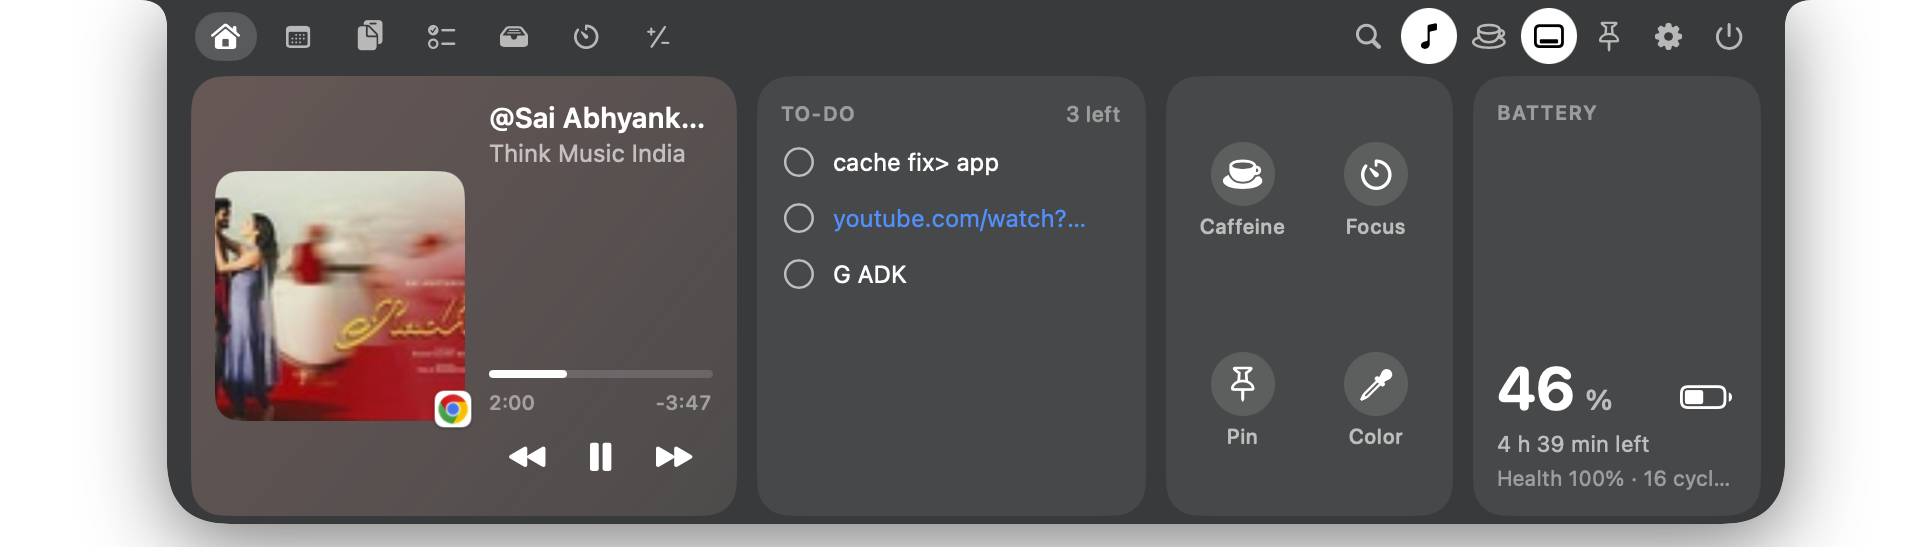 @Sai Abhyank...
Think Music India
2:00
-3:47
TO-DO
3 left
cache fix> app
youtube.com/watch?...
G ADK
Caffeine
Focus
Pin
Color
BATTERY
46 %
4 h 39 min left
Health 100% · 16 cycl...